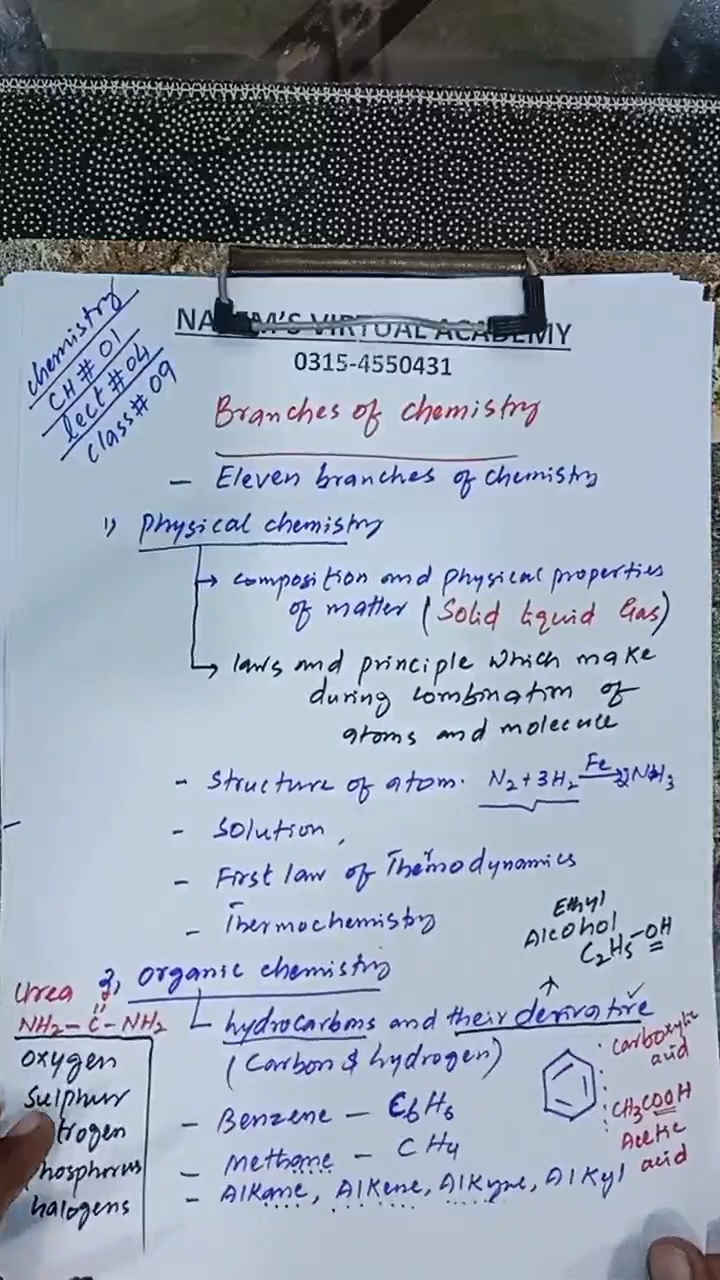 chemistry
CH # 01
lect # 04
class # 09
VIRTUAL ACADEMY
0315-4550431
Branches of chemistry
- Eleven branches of chemistry
1) Physical chemistry
→ composition and physical properties
of matter (Solid liquid Gas)
→ laws and principle which make
during combination of
atoms and molecule
- Structure of atom. N2 + 3H2 Fe → 2NH3
- Solution,
- First law of Themodynamics
- Thermochemistry
Ethyl
Alcohol
C2H5-OH
2, organic chemistry
hydrocarbons and their derivative
(Carbon & hydrogen)
- Benzene - C6H6
- Methane - CH4
- Alkane, Alkene, Alkyne, Alkyl
Urea
O
NH2-C-NH2
oxygen
Sulphur
trogen
hosphorus
halogens
Carboxylic
acid
CH3COOH
Acetic
acid